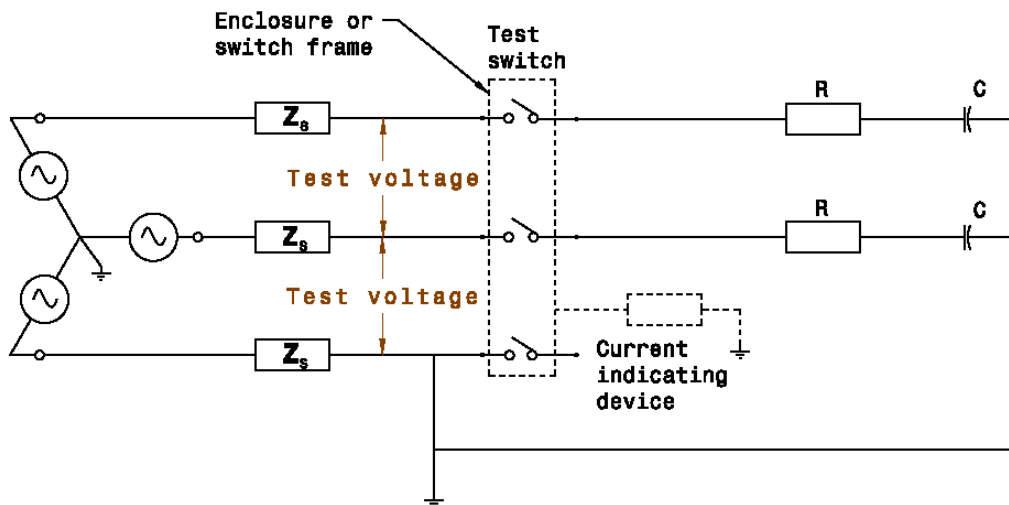 Enclosure or
switch frame
Test
switch
R
C
Zs
Test voltage
R
C
Zs
Test voltage
Current
indicating
device
Zs